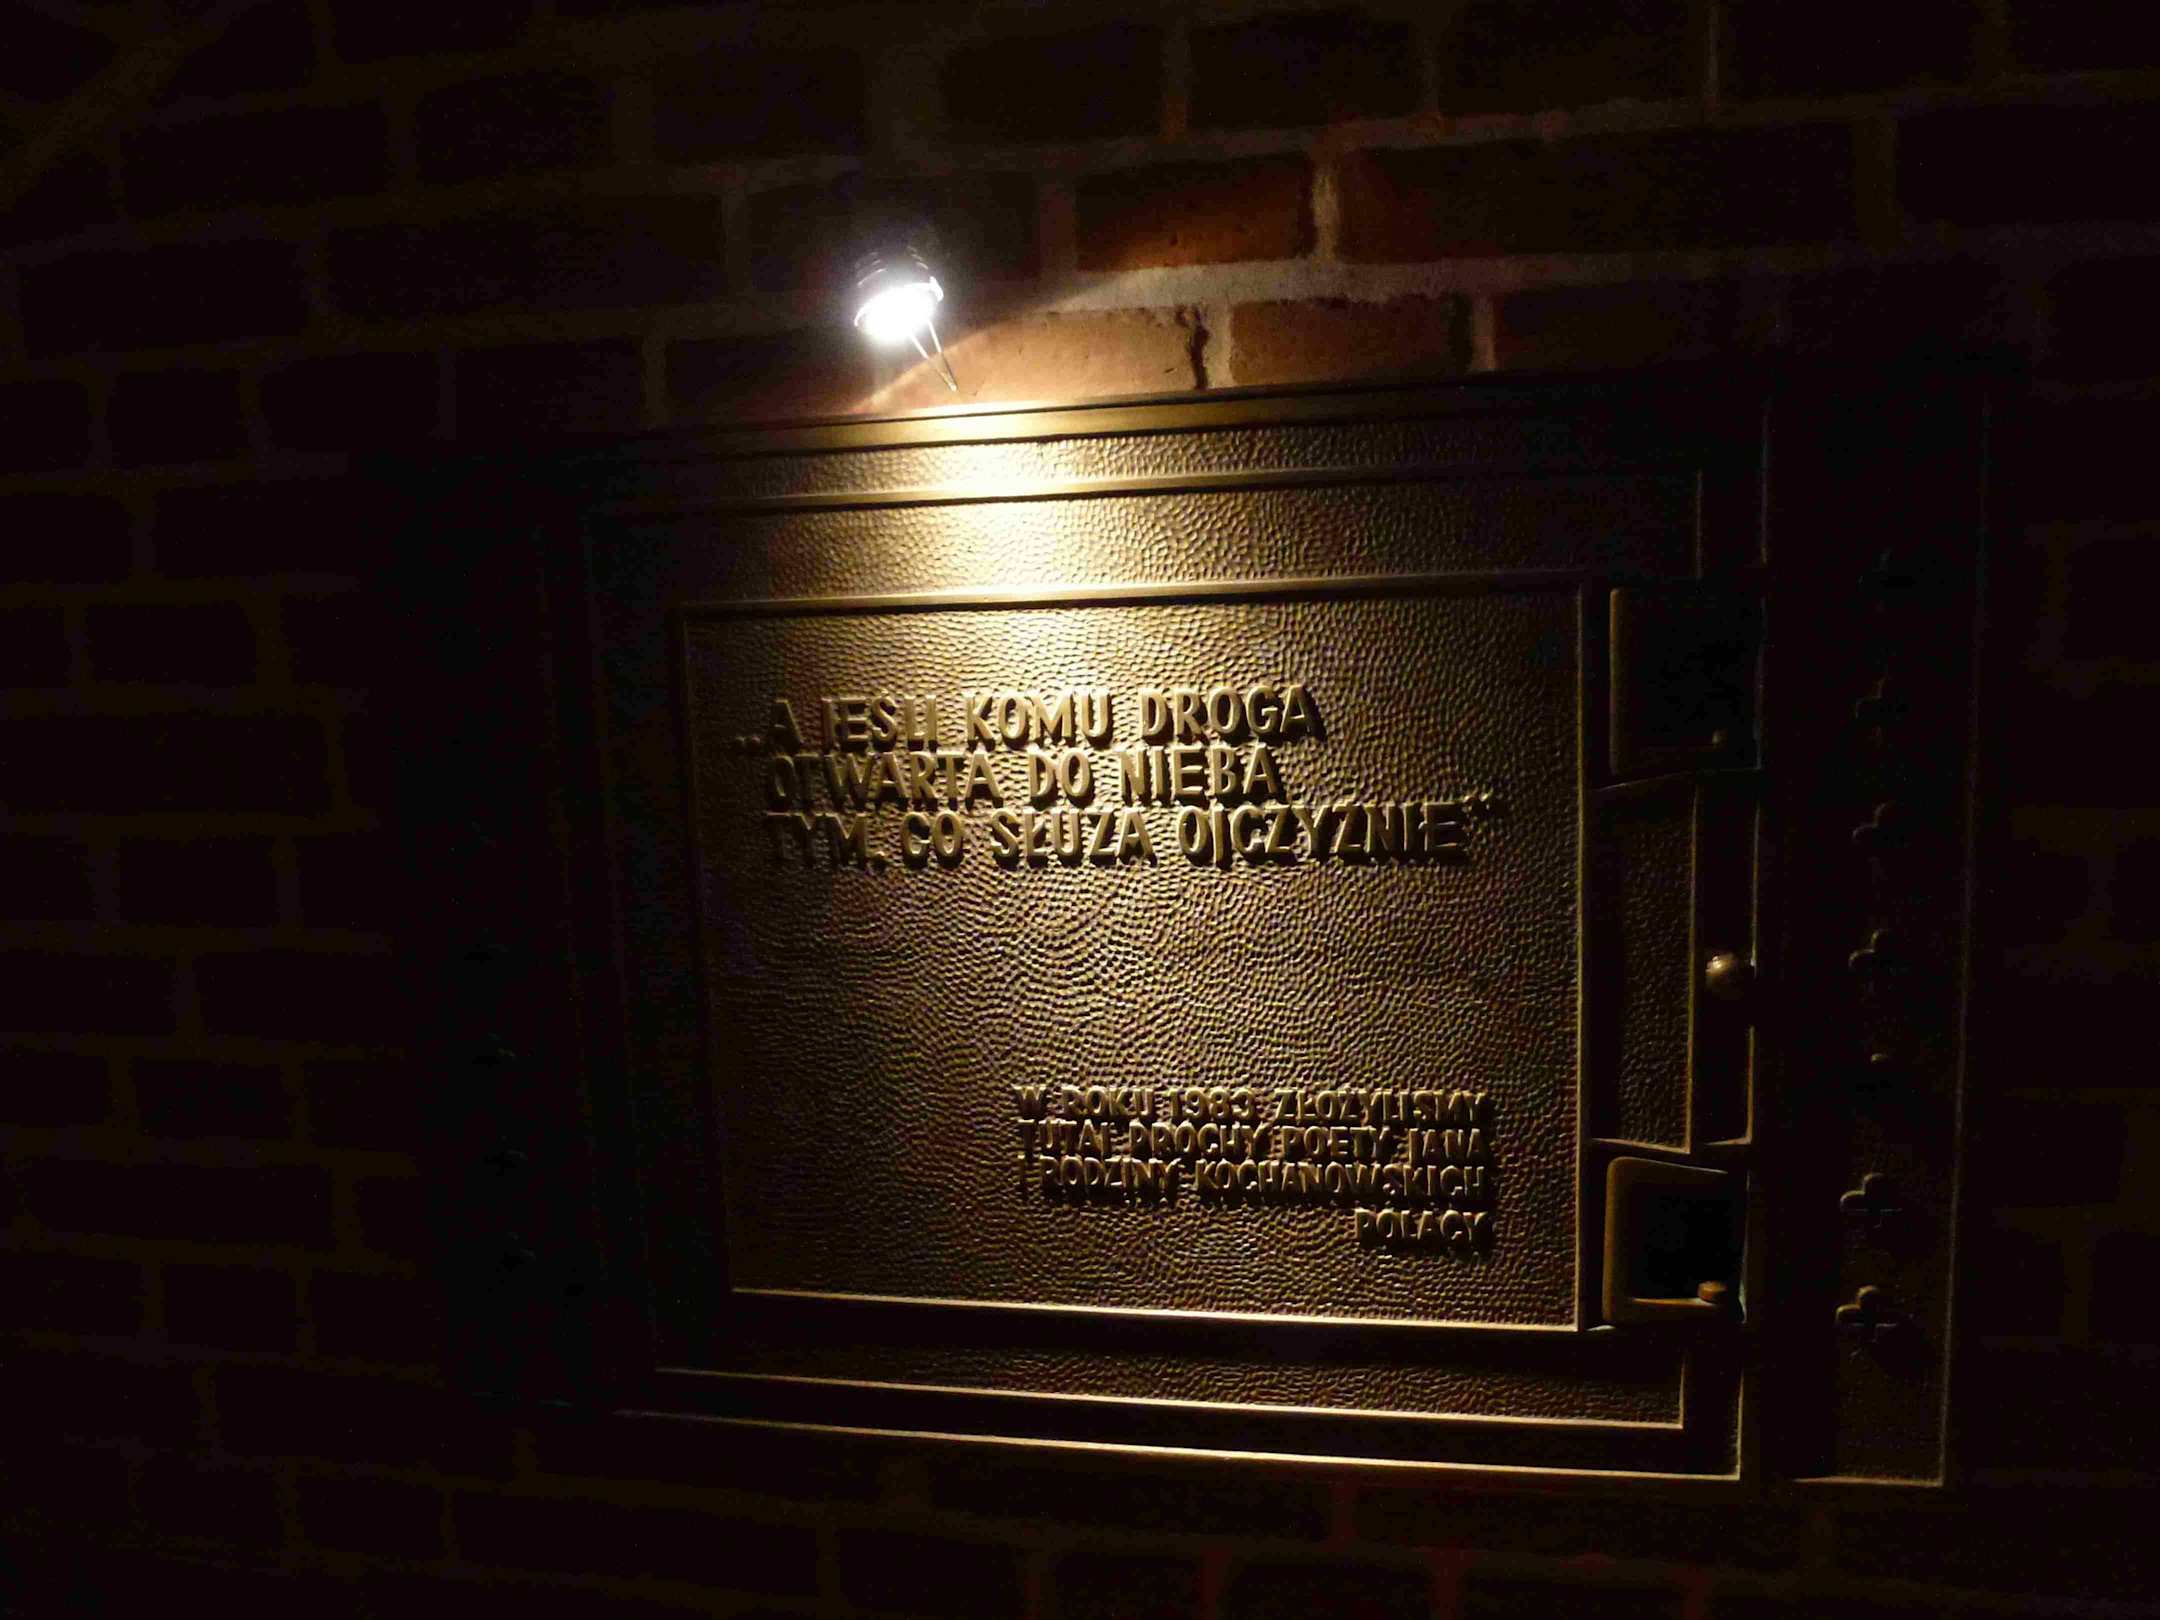 „A JEŚLI KOMU DROGA
OTWARTA DO NIEBA
TYM, CO SŁUŻĄ OJCZYŹNIE”
W ROKU 1983 ZŁOŻYLIŚMY
TUTAJ PROCHY POETY JANA
I RODZINY KOCHANOWSKICH
POLACY